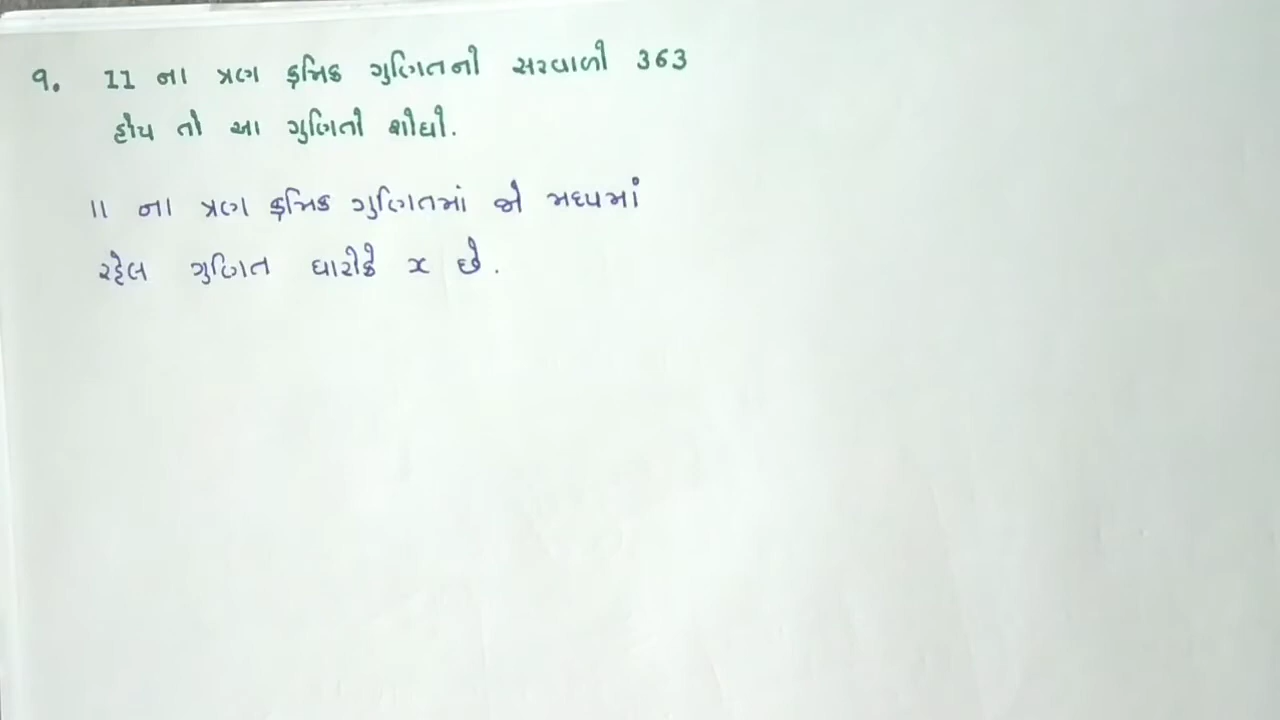 ૧. 11 ના ત્રણ ક્રમિક ગુણિતની સરવાળો 363
હોય તો આ ગુણિતો શોધો.
11 ના ત્રણ ક્રમિક ગુણિતમાં જો મધ્યમાં
રહેલ ગુણિત ધારોકે x છે.